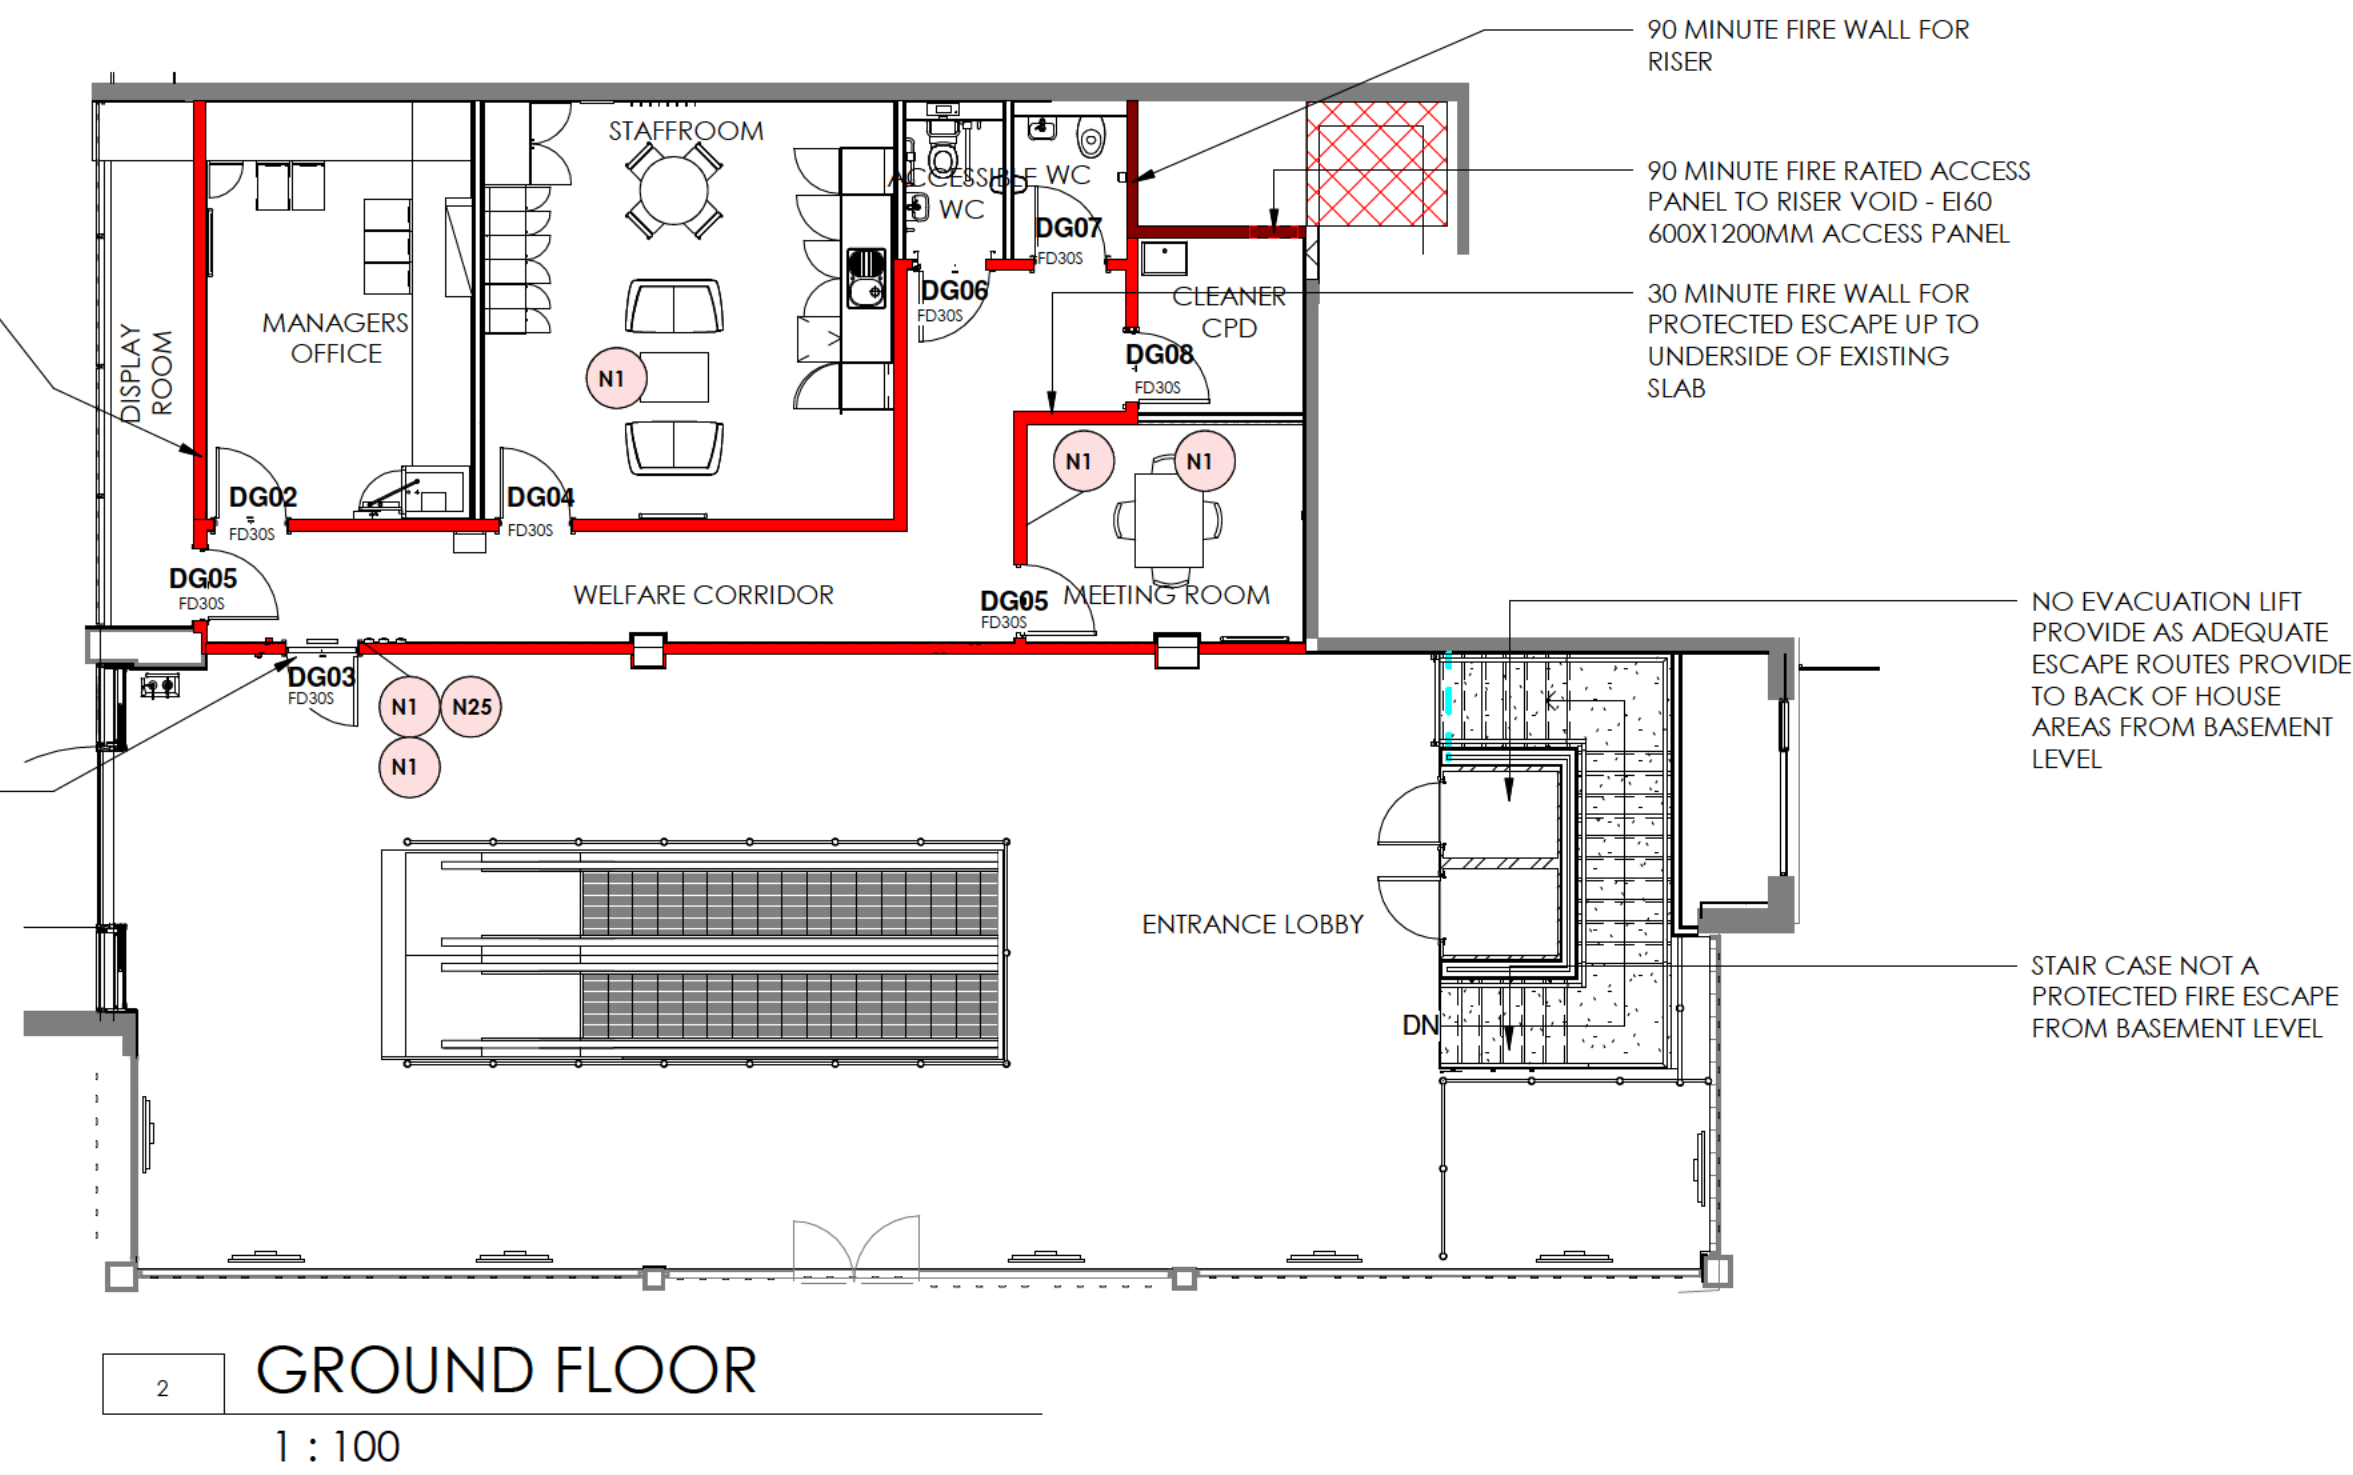 90 MINUTE FIRE WALL FOR
RISER
90 MINUTE FIRE RATED ACCESS
PANEL TO RISER VOID - EI60
600X1200MM ACCESS PANEL
30 MINUTE FIRE WALL FOR
PROTECTED ESCAPE UP TO
UNDERSIDE OF EXISTING
SLAB
STAFFROOM
ACCESSIBLE
WC
WC
DG07
FD30S
DG06
FD30S
CLEANER
CPD
DG08
FD30S
MANAGERS
OFFICE
DISPLAY
ROOM
N1
N1
N1
DG02
FD30S
DG04
FD30S
DG05
FD30S
WELFARE CORRIDOR
DG05
FD30S
MEETING ROOM
DG03
FD30S
N1
N25
N1
NO EVACUATION LIFT
PROVIDE AS ADEQUATE
ESCAPE ROUTES PROVIDE
TO BACK OF HOUSE
AREAS FROM BASEMENT
LEVEL
ENTRANCE LOBBY
STAIR CASE NOT A
PROTECTED FIRE ESCAPE
FROM BASEMENT LEVEL
DN
2
GROUND FLOOR
1 : 100